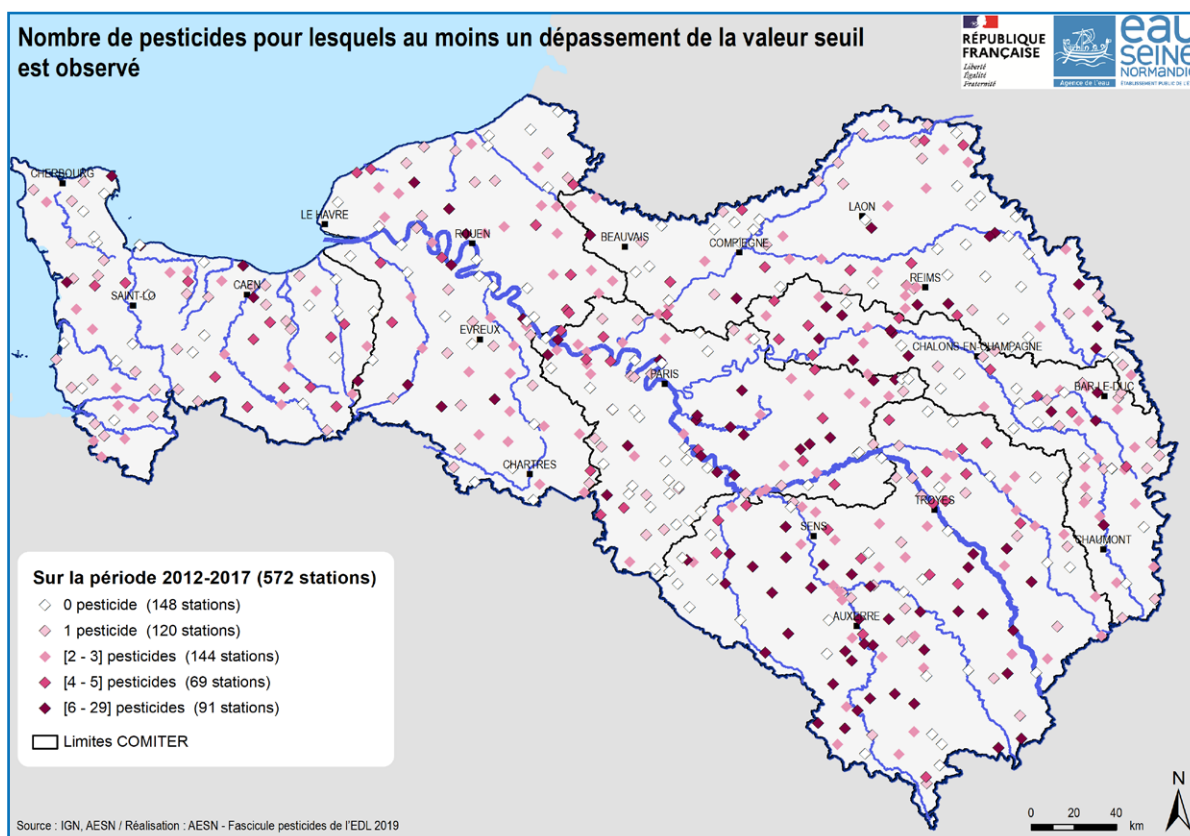 Nombre de pesticides pour lesquels au moins un dépassement de la valeur seuil
est observé
RÉPUBLIQUE
FRANÇAISE
Liberté
Égalité
Fraternité
Agence de l'eau
eau
SEINE
NORMANDIE
CHERBOURG
LE HAVRE
ROUEN
BEAUVAIS
COMPIEGNE
LAON
SAINT-LO
CAEN
REIMS
EVREUX
CHALONS-EN-CHAMPAGNE
PARIS
BAR-LE-DUC
CHARTRES
TROYES
SENS
CHAUMONT
AUXERRE
Sur la période 2012-2017 (572 stations)
0 pesticide (148 stations)
1 pesticide (120 stations)
[2 - 3] pesticides (144 stations)
[4 - 5] pesticides (69 stations)
[6 - 29] pesticides (91 stations)
Limites COMITER
N
0 20 40
km
Source : IGN, AESN / Réalisation : AESN - Fascicule pesticides de l'EDL 2019